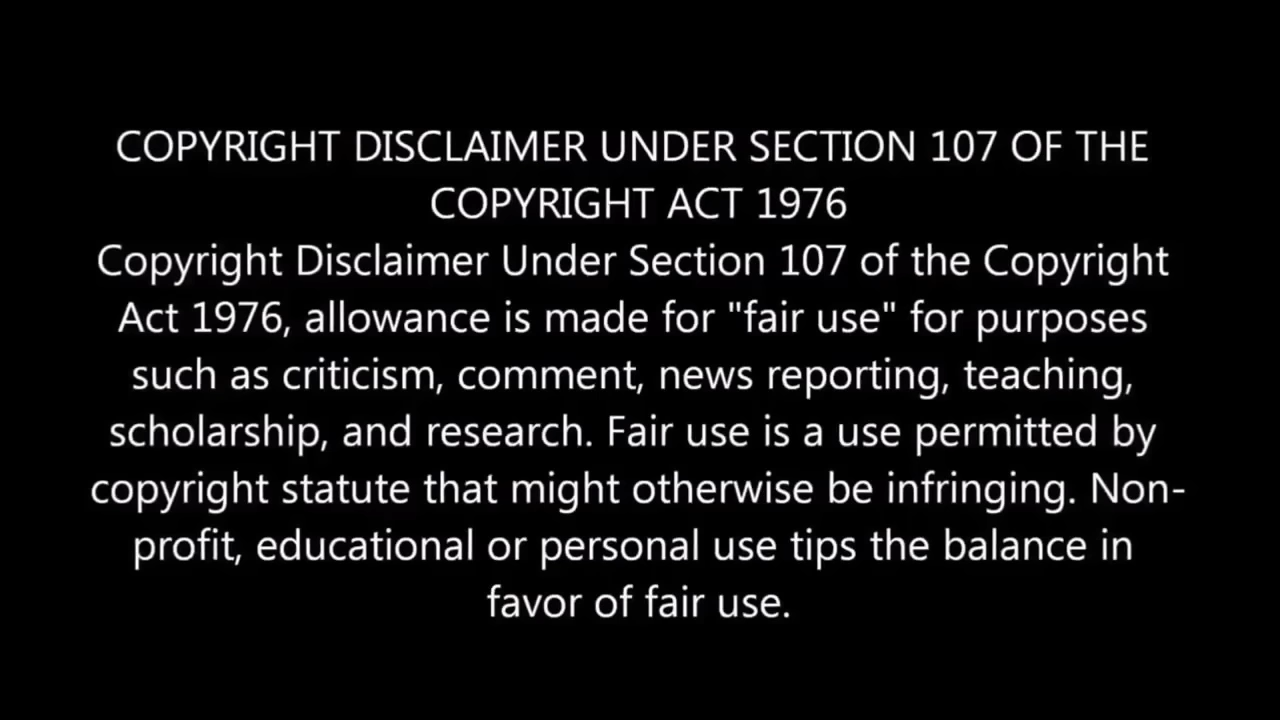 COPYRIGHT DISCLAIMER UNDER SECTION 107 OF THE
COPYRIGHT ACT 1976
Copyright Disclaimer Under Section 107 of the Copyright
Act 1976, allowance is made for "fair use" for purposes
such as criticism, comment, news reporting, teaching,
scholarship, and research. Fair use is a use permitted by
copyright statute that might otherwise be infringing. Non-
profit, educational or personal use tips the balance in
favor of fair use.